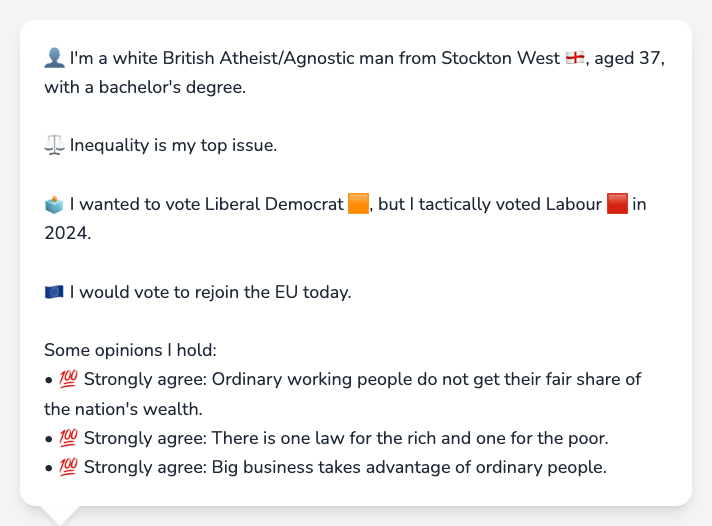 👤 I'm a white British Atheist/Agnostic man from Stockton West 🏴󠁧󠁢󠁥󠁮󠁧󠁿, aged 37,
with a bachelor's degree.
⚖️ Inequality is my top issue.
🗳️ I wanted to vote Liberal Democrat 🟧, but I tactically voted Labour 🟥 in
2024.
🇪🇺 I would vote to rejoin the EU today.
Some opinions I hold:
• 💯 Strongly agree: Ordinary working people do not get their fair share of
the nation's wealth.
• 💯 Strongly agree: There is one law for the rich and one for the poor.
• 💯 Strongly agree: Big business takes advantage of ordinary people.